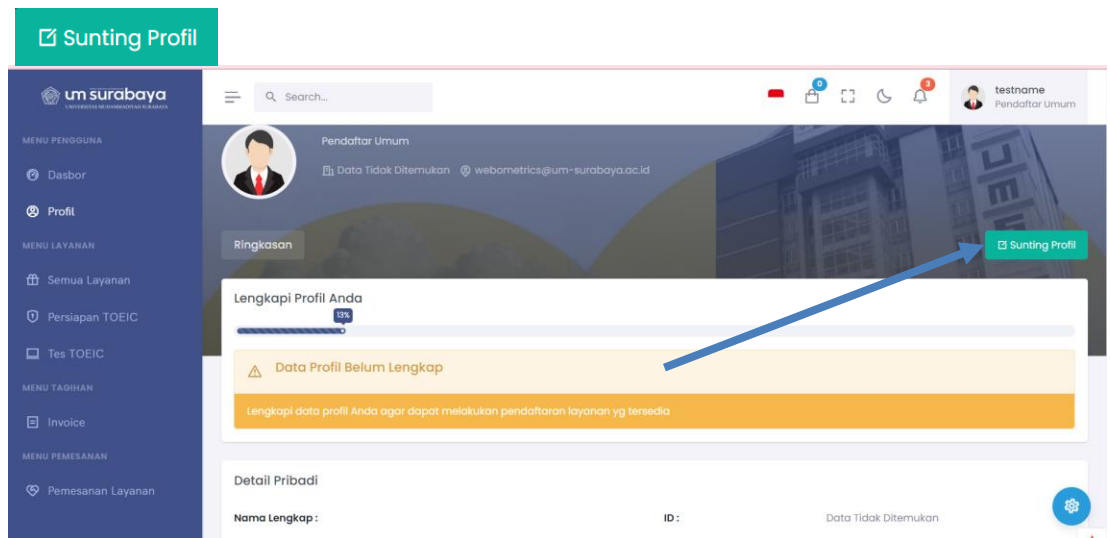 Sunting Profil
um surabaya
UNIVERSITAS MUHAMMADIYAH SURABAYA
Search...
0
3
testname
Pendaftar Umum
MENU PENGGUNA
Dasbor
Profil
MENU LAYANAN
Semua Layanan
Persiapan TOEIC
Tes TOEIC
MENU TAGIHAN
Invoice
MENU PEMESANAN
Pemesanan Layanan
Pendaftar Umum
Data Tidak Ditemukan webometrics@um-surabaya.ac.id
Ringkasan
Sunting Profil
Lengkapi Profil Anda
13%
Data Profil Belum Lengkap
Lengkapi data profil Anda agar dapat melakukan pendaftaran layanan yg tersedia
Detail Pribadi
Nama Lengkap : ID : Data Tidak Ditemukan